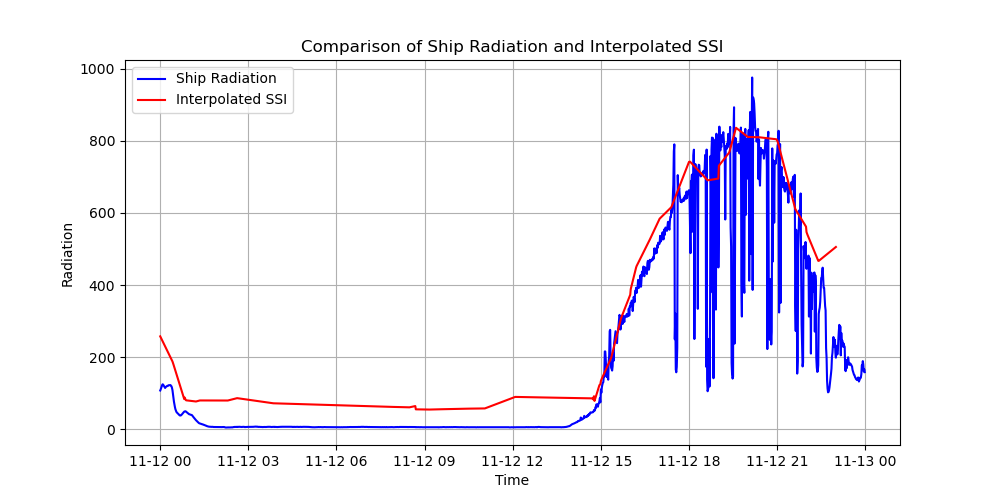 Comparison of Ship Radiation and Interpolated SSI
Ship Radiation
Interpolated SSI
1000
800
600
400
200
0
Radiation
11-12 00 11-12 03 11-12 06 11-12 09 11-12 12 11-12 15 11-12 18 11-12 21 11-13 00
Time